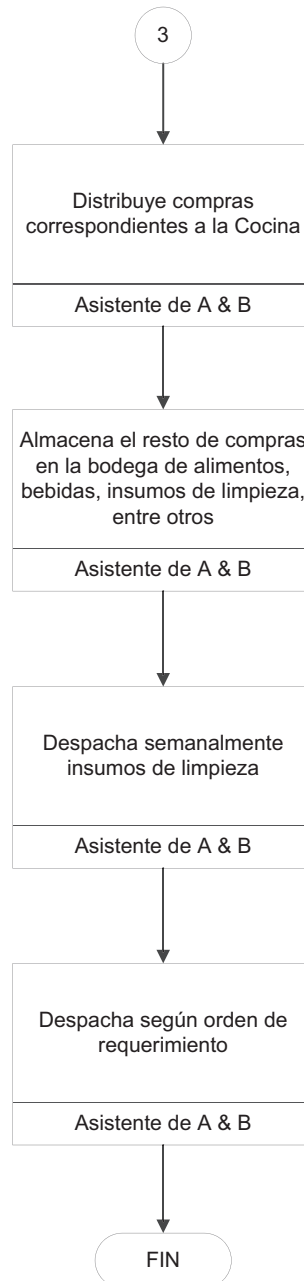 3
Distribuye compras
correspondientes a la Cocina
Asistente de A & B
Almacena el resto de compras
en la bodega de alimentos,
bebidas, insumos de limpieza,
entre otros
Asistente de A & B
Despacha semanalmente
insumos de limpieza
Asistente de A & B
Despacha según orden de
requerimiento
Asistente de A & B
FIN